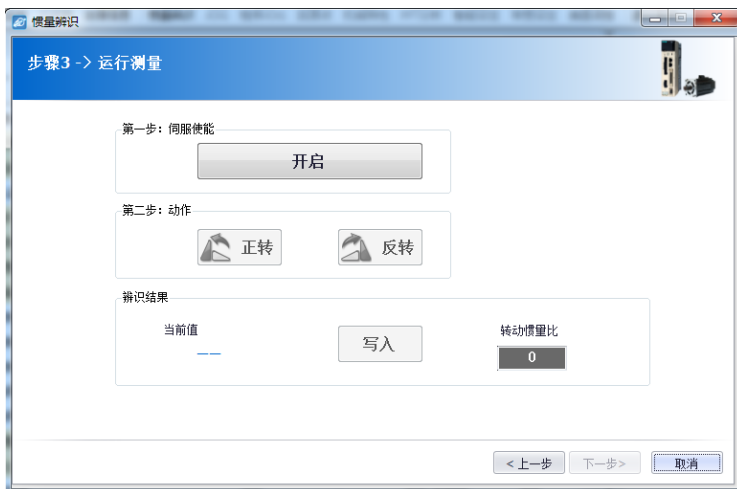 惯量辨识
步骤3 -> 运行测量
第一步：伺服使能
开启
第二步：动作
正转
反转
辨识结果
当前值
转动惯量比
写入
0
<上一步
下一步>
取消